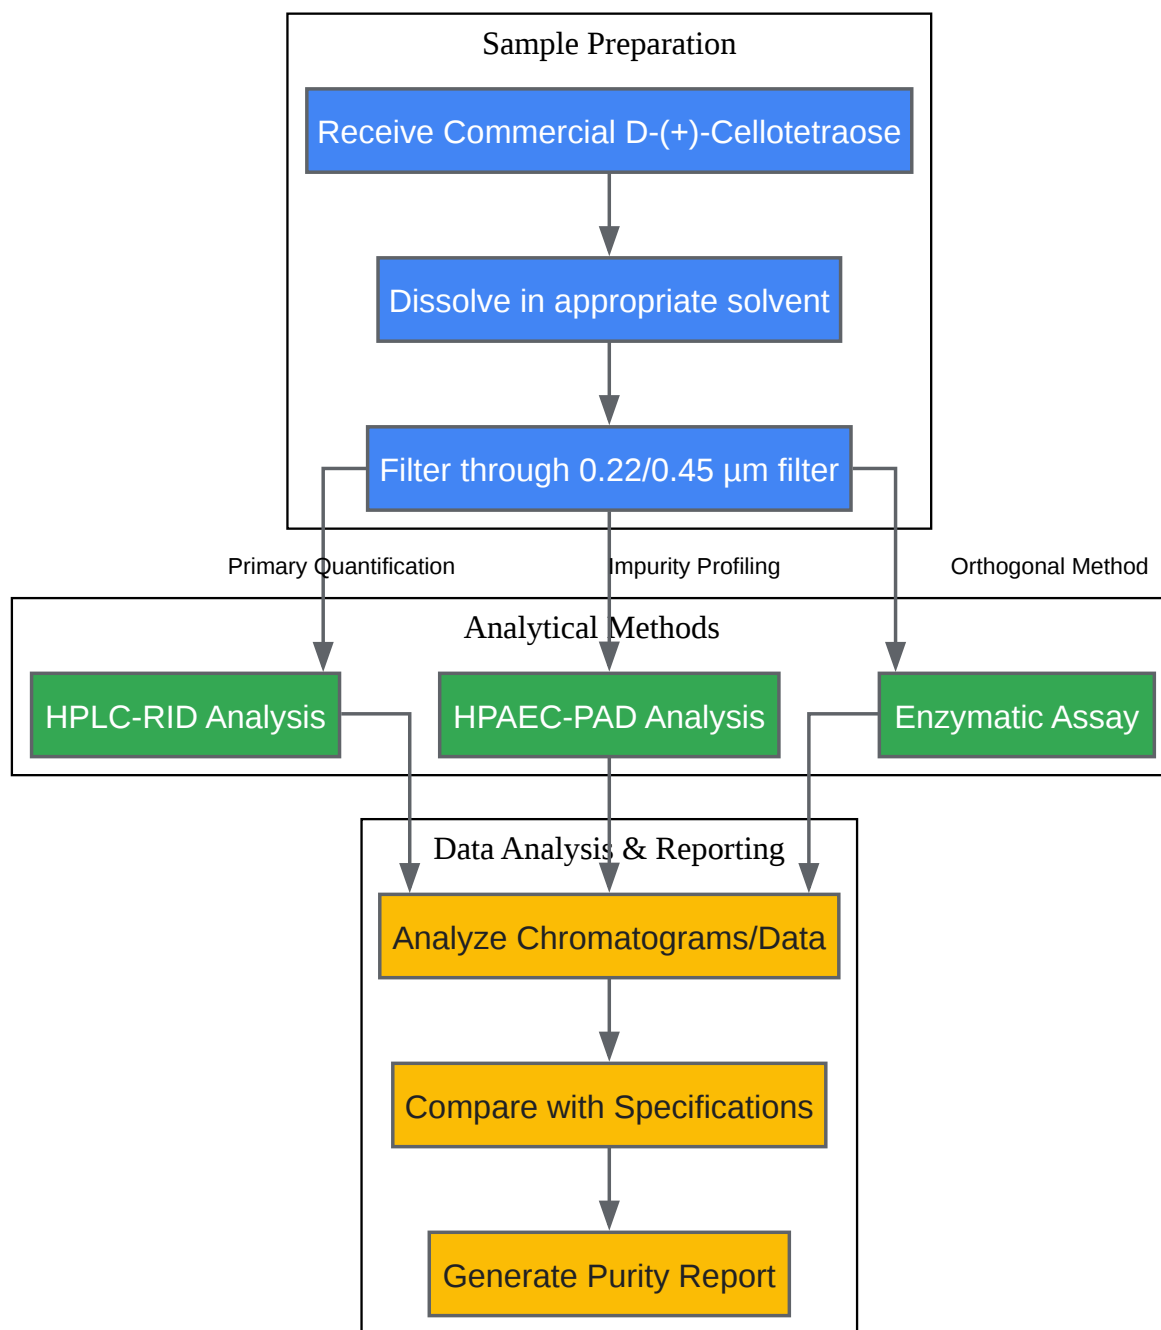 Sample Preparation
Receive Commercial D-(+)-Cellotetraose
Dissolve in appropriate solvent
Filter through 0.22/0.45 µm filter
Primary Quantification
Impurity Profiling
Orthogonal Method
Analytical Methods
HPLC-RID Analysis
HPAEC-PAD Analysis
Enzymatic Assay
Data Analysis & Reporting
Analyze Chromatograms/Data
Compare with Specifications
Generate Purity Report